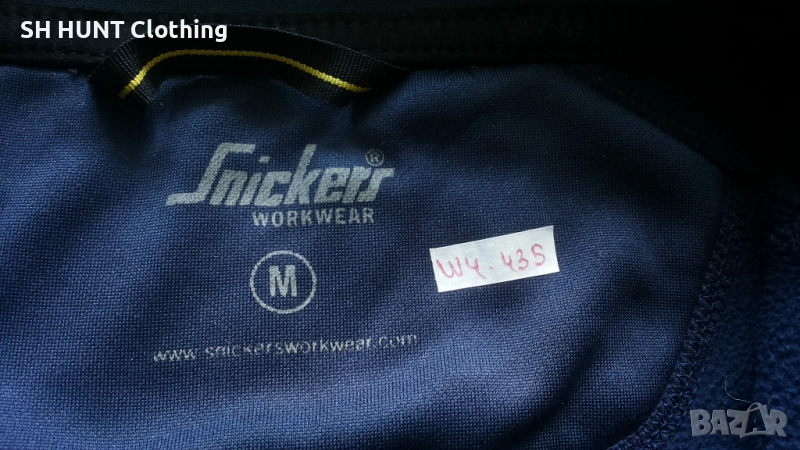 SH HUNT Clothing
Snickers®
WORKWEAR
M
W4.435
www.snickersworkwear.com
BAZAR